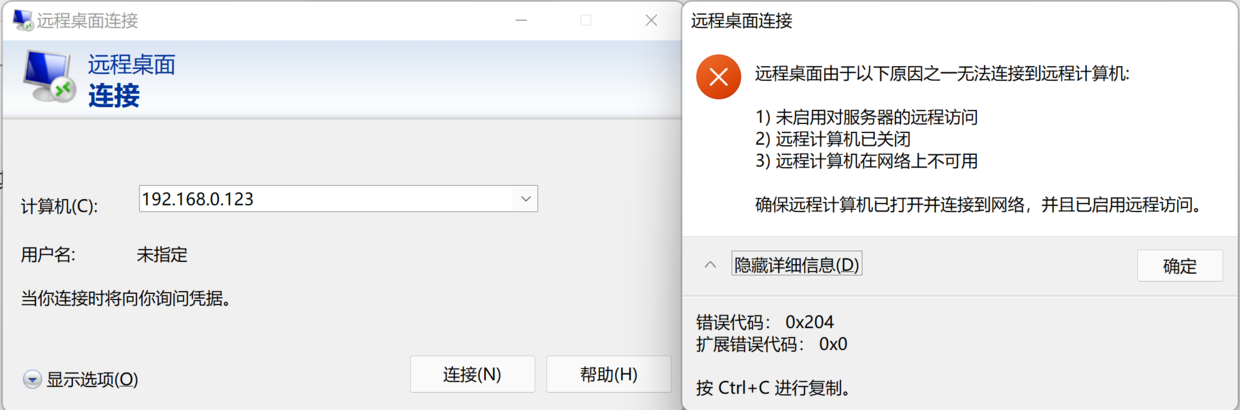 远程桌面连接
远程桌面
连接
计算机(C):
192.168.0.123
用户名:
未指定
当你连接时将向你询问凭据。
显示选项(O)
连接(N)
帮助(H)
远程桌面连接
远程桌面由于以下原因之一无法连接到远程计算机:
1) 未启用对服务器的远程访问
2) 远程计算机已关闭
3) 远程计算机在网络上不可用
确保远程计算机已打开并连接到网络，并且已启用远程访问。
隐藏详细信息(D)
确定
错误代码： 0x204
扩展错误代码： 0x0
按 Ctrl+C 进行复制。